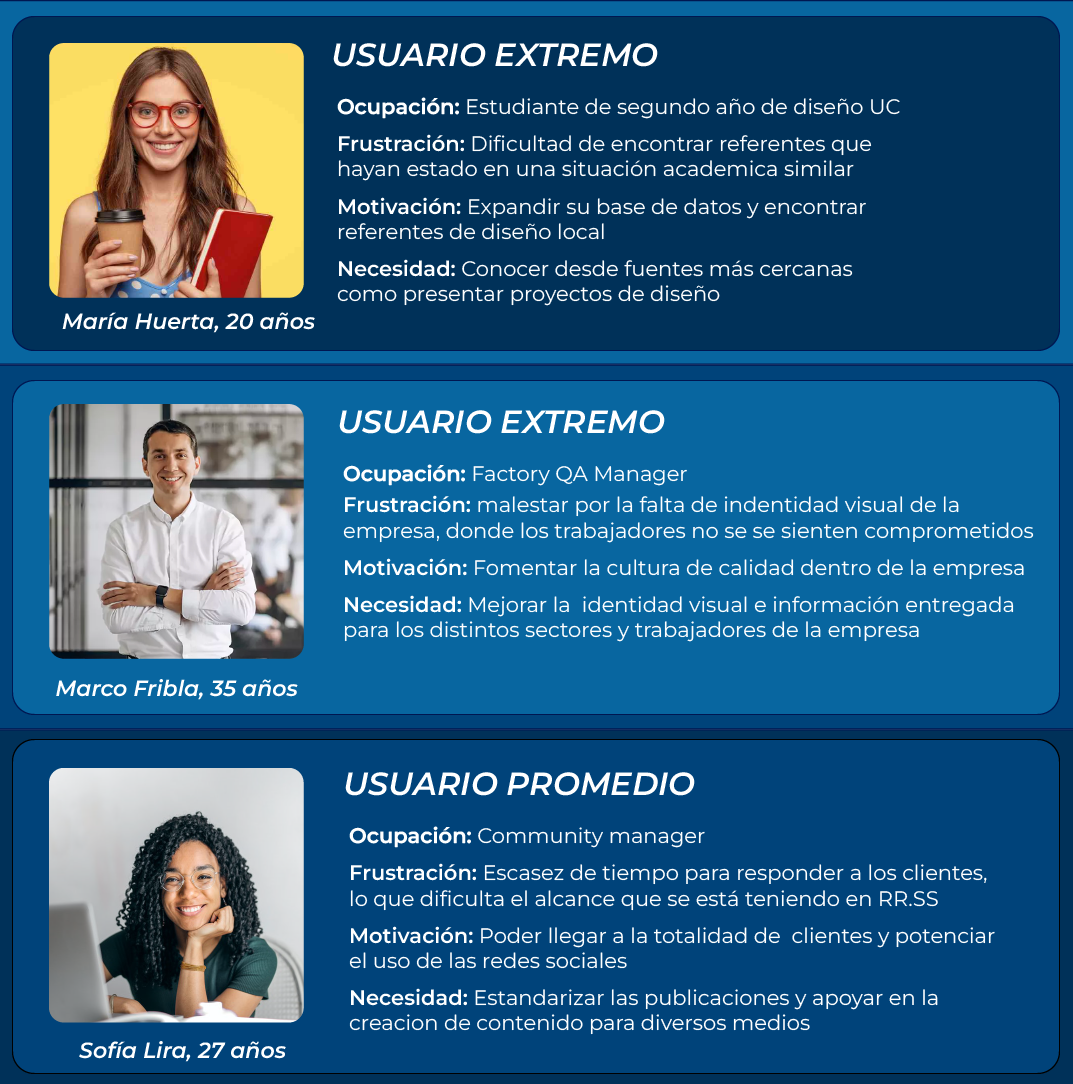 USUARIO EXTREMO
Ocupación: Estudiante de segundo año de diseño UC
Frustración: Dificultad de encontrar referentes que
hayan estado en una situación academica similar
Motivación: Expandir su base de datos y encontrar
referentes de diseño local
Necesidad: Conocer desde fuentes más cercanas
como presentar proyectos de diseño
María Huerta, 20 años
USUARIO EXTREMO
Ocupación: Factory QA Manager
Frustración: malestar por la falta de indentidad visual de la
empresa, donde los trabajadores no se se sienten comprometidos
Motivación: Fomentar la cultura de calidad dentro de la empresa
Necesidad: Mejorar la  identidad visual e información entregada
para los distintos sectores y trabajadores de la empresa
Marco Fribla, 35 años
USUARIO PROMEDIO
Ocupación: Community manager
Frustración: Escasez de tiempo para responder a los clientes,
lo que dificulta el alcance que se está teniendo en RR.SS
Motivación: Poder llegar a la totalidad de  clientes y potenciar
el uso de las redes sociales
Necesidad: Estandarizar las publicaciones y apoyar en la
creacion de contenido para diversos medios
Sofía Lira, 27 años